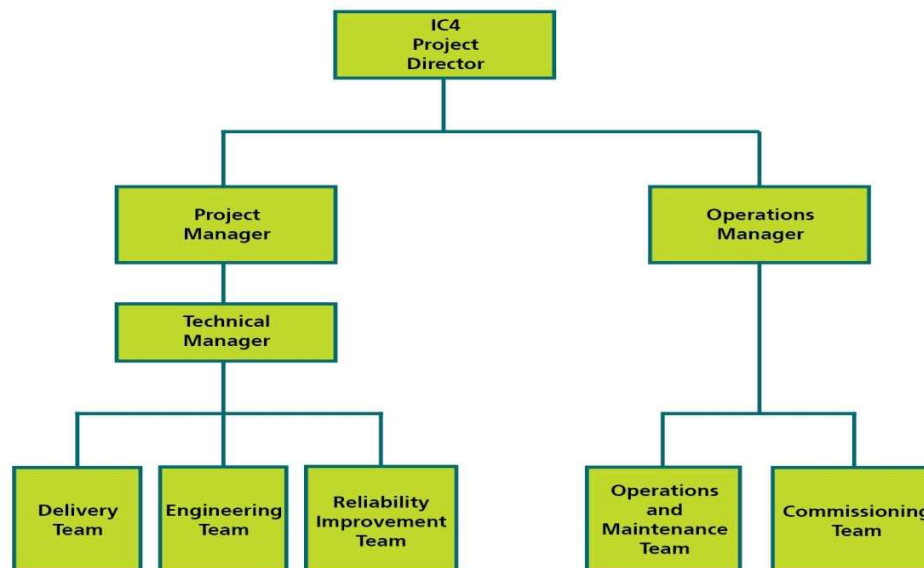 IC4
Project
Director
Project
Manager
Operations
Manager
Technical
Manager
Delivery
Team
Engineering
Team
Reliability
Improvement
Team
Operations
and
Maintenance
Team
Commissioning
Team